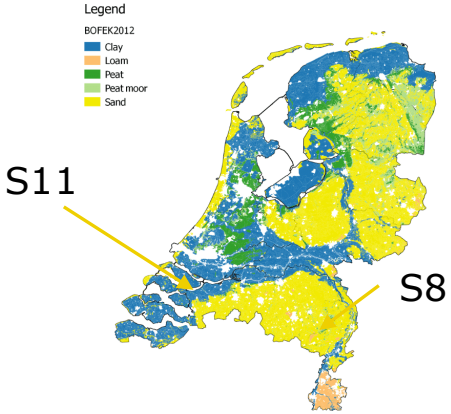 Legend
BOFEK2012
Clay
Loam
Peat
Peat moor
Sand
S11
S8